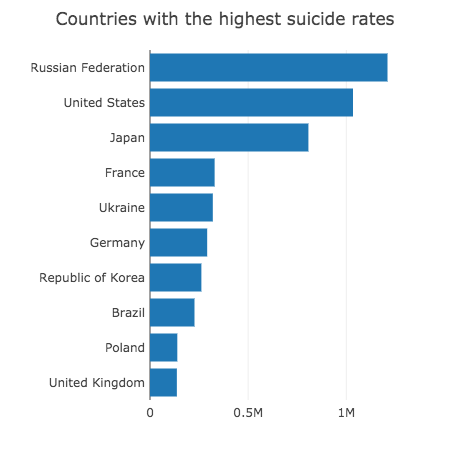 Countries with the highest suicide rates
Russian Federation
United States
Japan
France
Ukraine
Germany
Republic of Korea
Brazil
Poland
United Kingdom
0 0.5M 1M